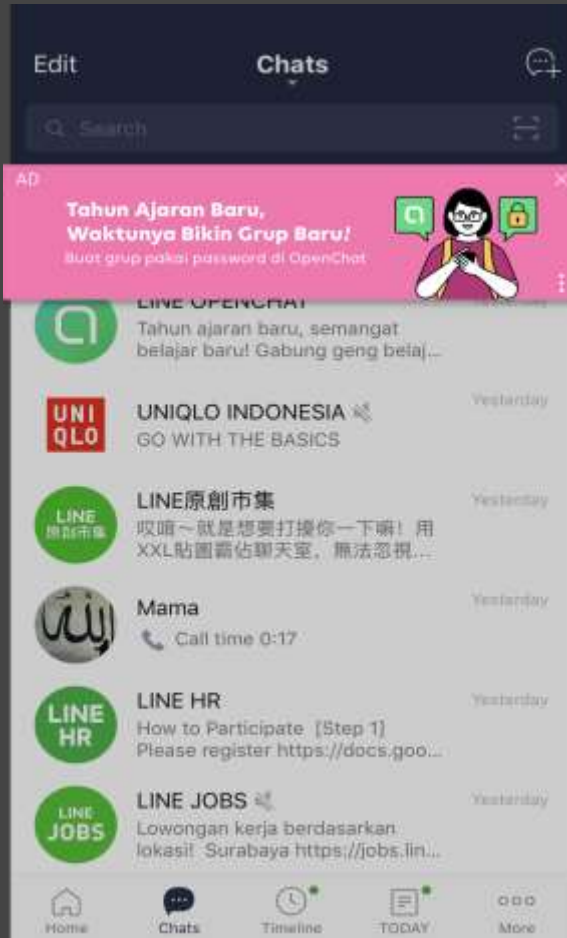 Edit
Chats
Search
AD
Tahun Ajaran Baru,
Waktunya Bikin Grup Baru!
Buat grup pakai password di OpenChat
LINE OPENCHAT
Tahun ajaran baru, semangat
belajar baru! Gabung geng belaj...
UNI
QLO
UNIQLO INDONESIA
Yesterday
GO WITH THE BASICS
LINE
原創市集
LINE原創市集
Yesterday
哎唷～就是想要打擾你一下嘛！用
XXL貼圖霸佔聊天室，無法忽視...
الله
Mama
Yesterday
Call time 0:17
LINE
HR
LINE HR
Yesterday
How to Participate [Step 1]
Please register https://docs.goo...
LINE
JOBS
LINE JOBS
Yesterday
Lowongan kerja berdasarkan
lokasi! Surabaya https://jobs.lin...
Home
Chats
Timeline
TODAY
More